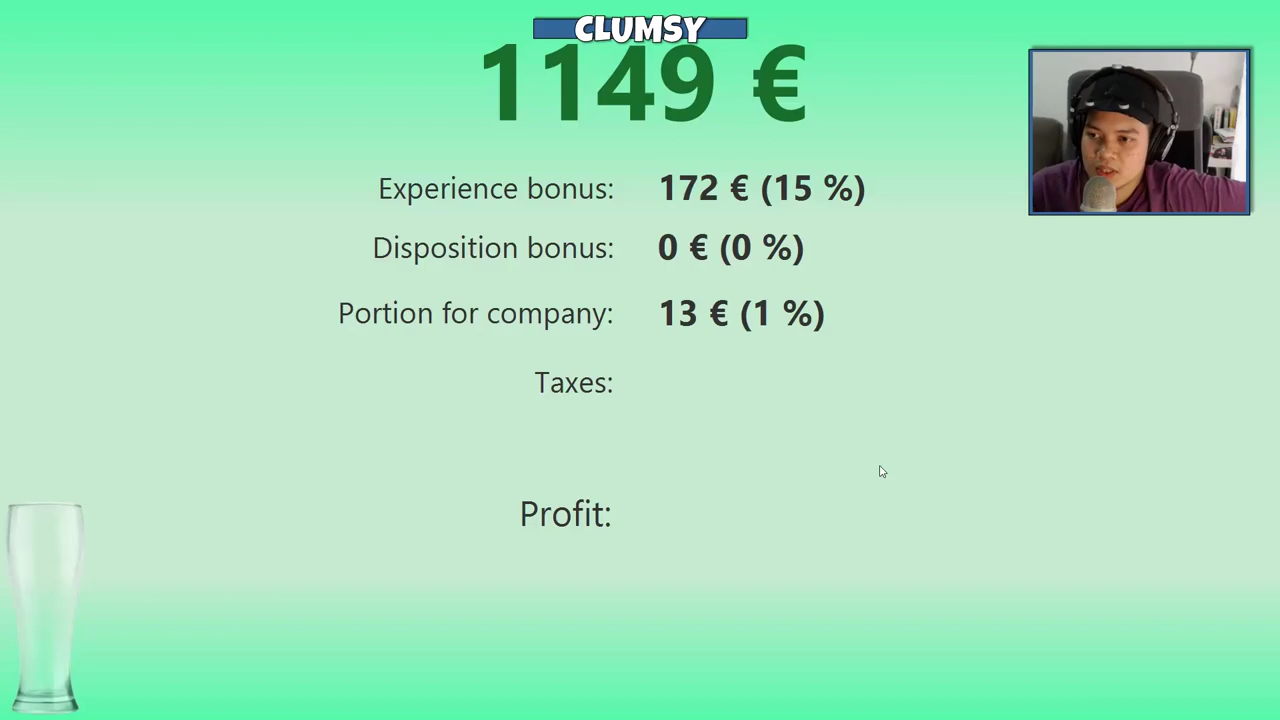 CLUMSY
1149 €
Experience bonus: 172 € (15 %)
Disposition bonus: 0 € (0 %)
Portion for company: 13 € (1 %)
Taxes:
Profit: